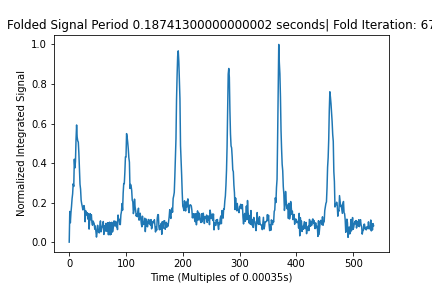 Folded Signal Period 0.18741300000000002 seconds| Fold Iteration: 67
1.0
0.8
0.6
0.4
0.2
0.0
Normalized Integrated Signal
0 100 200 300 400 500
Time (Multiples of 0.00035s)